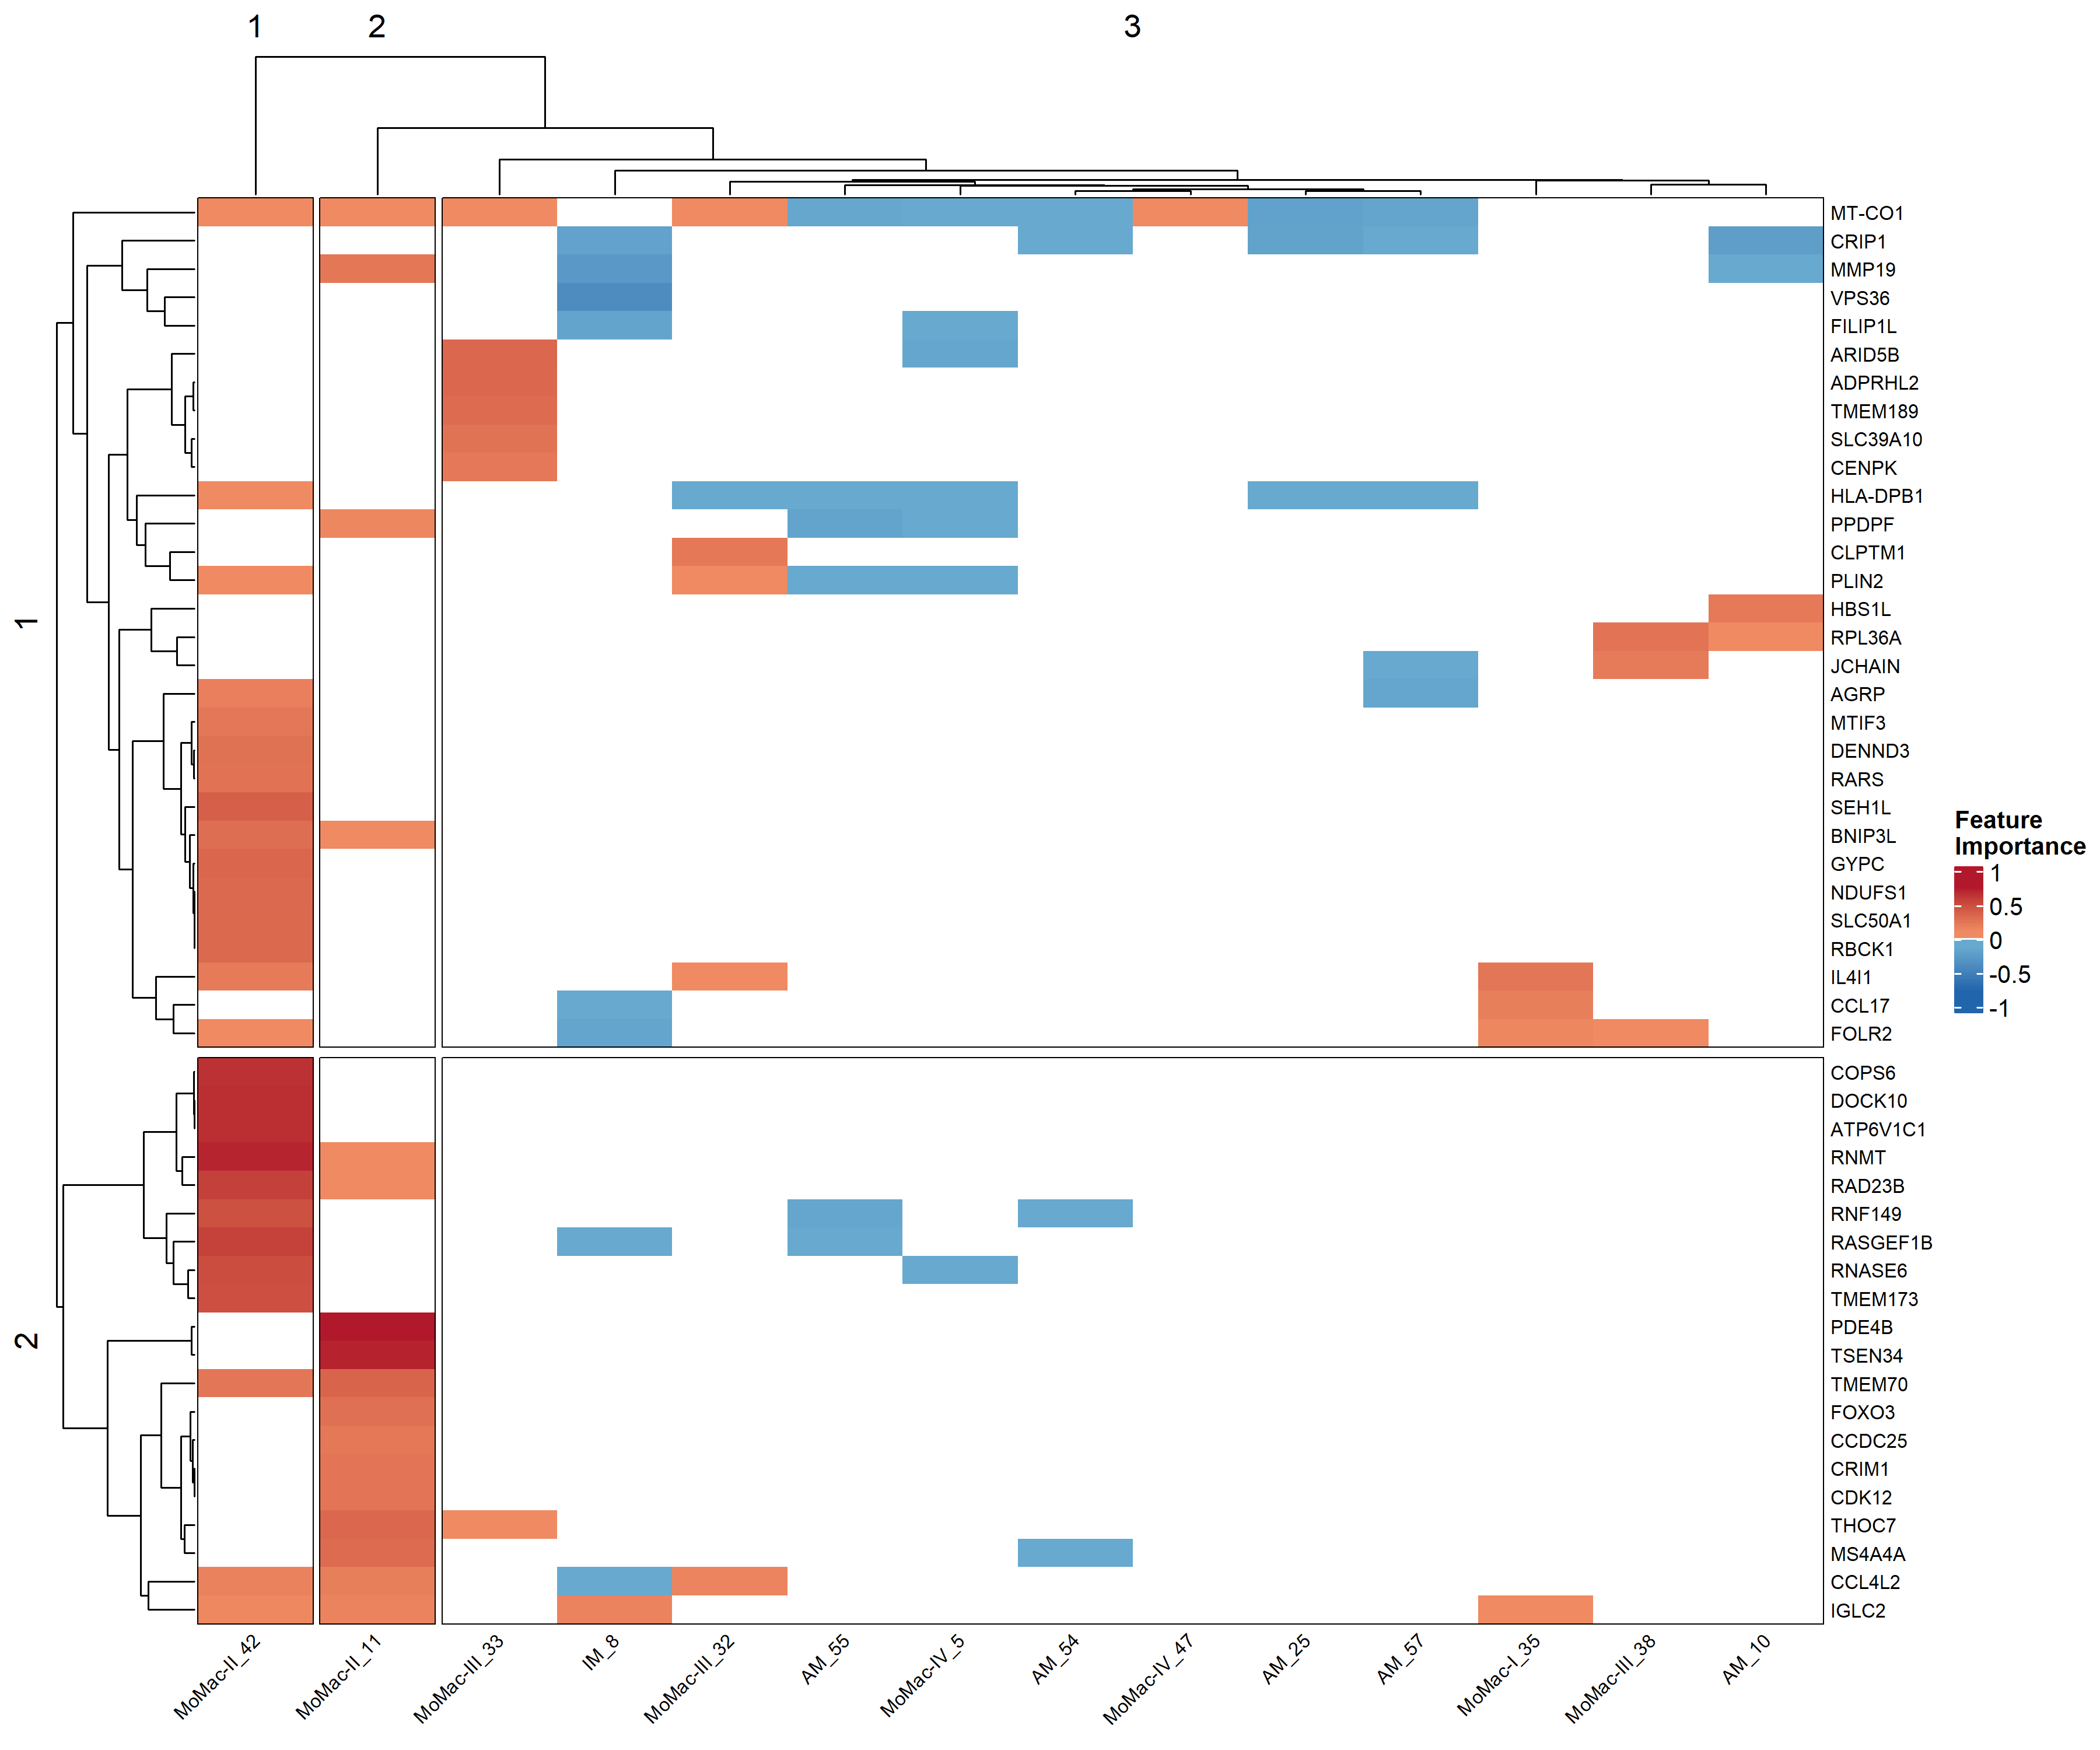 1
2
3
MT-CO1
CRIP1
MMP19
VPS36
FILIP1L
ARID5B
ADPRHL2
TMEM189
SLC39A10
CENPK
HLA-DPB1
PPDPF
CLPTM1
PLIN2
HBS1L
RPL36A
JCHAIN
AGRP
MTIF3
DENND3
RARS
SEH1L
BNIP3L
GYPC
NDUFS1
SLC50A1
RBCK1
IL4I1
CCL17
FOLR2
1
COPS6
DOCK10
ATP6V1C1
RNMT
RAD23B
RNF149
RASGEF1B
RNASE6
TMEM173
PDE4B
TSEN34
TMEM70
FOXO3
CCDC25
CRIM1
CDK12
THOC7
MS4A4A
CCL4L2
IGLC2
2
MoMac-II_42
MoMac-II_11
MoMac-III_33
IM_8
MoMac-III_32
AM_55
MoMac-IV_5
AM_54
MoMac-IV_47
AM_25
AM_57
MoMac-I_35
MoMac-III_38
AM_10
Feature
Importance
1
0.5
0
-0.5
-1